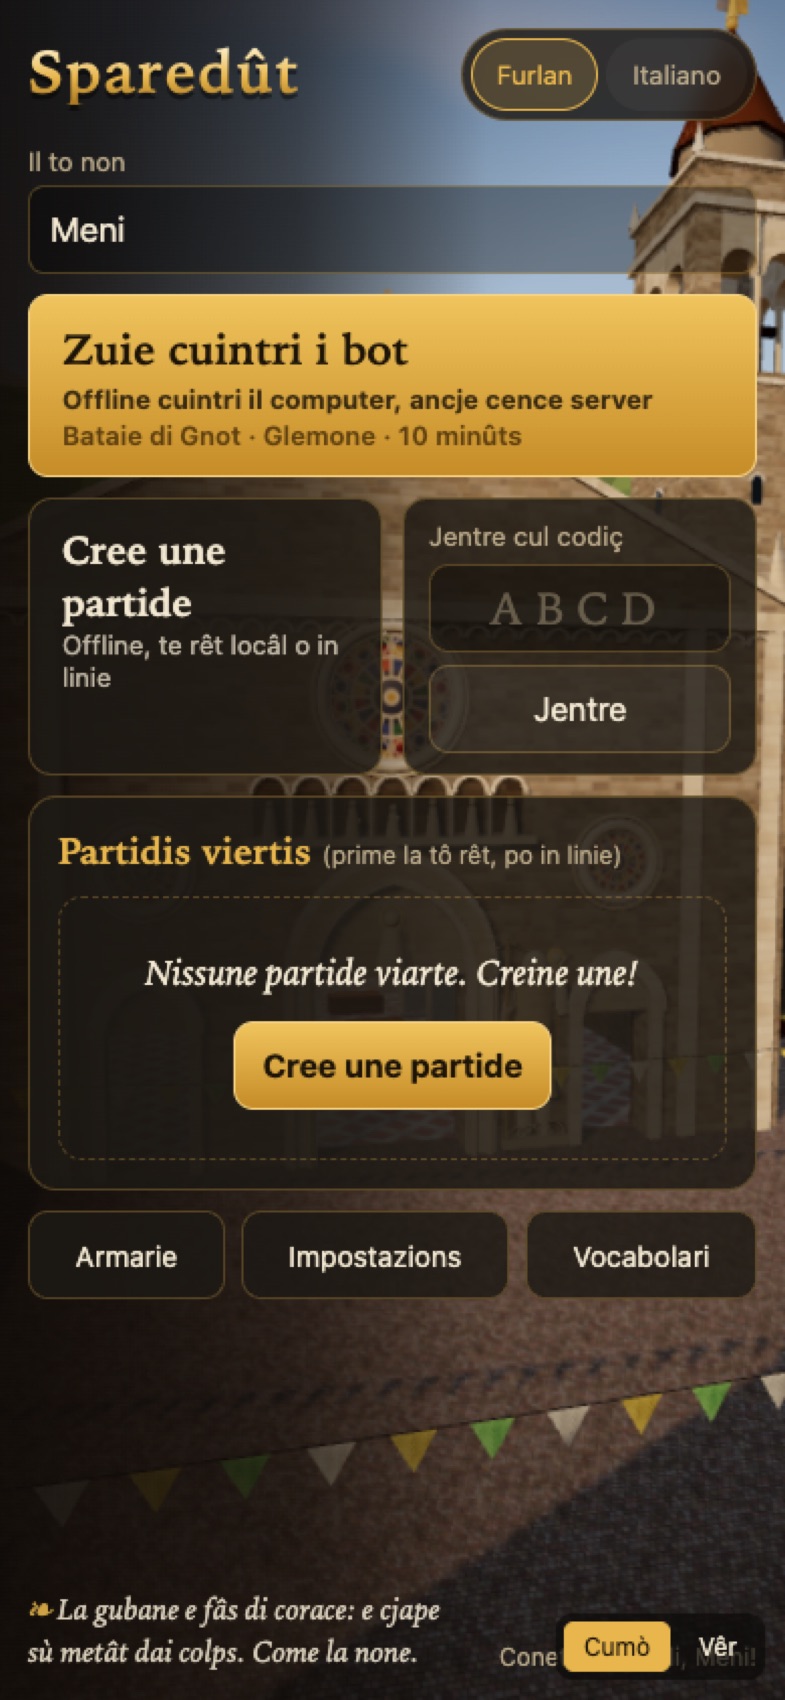 Sparedût
Furlan
Italiano
Il to non
Meni
Zuie cuintri i bot
Offline cuintri il computer, ancje cence server
Bataie di Gnot · Glemone · 10 minûts
Cree une
partide
Offline, te rêt locâl o in
linie
Jentre cul codiç
ABCD
Jentre
Partidis viertis (prime la tô rêt, po in linie)
Nissune partide viarte. Creine une!
Cree une partide
Armarie
Impostazions
Vocabolari
❧ La gubane e fâs di corace: e cjape
sù metât dai colps. Come la none.
Cumò
Vêr
Meni!